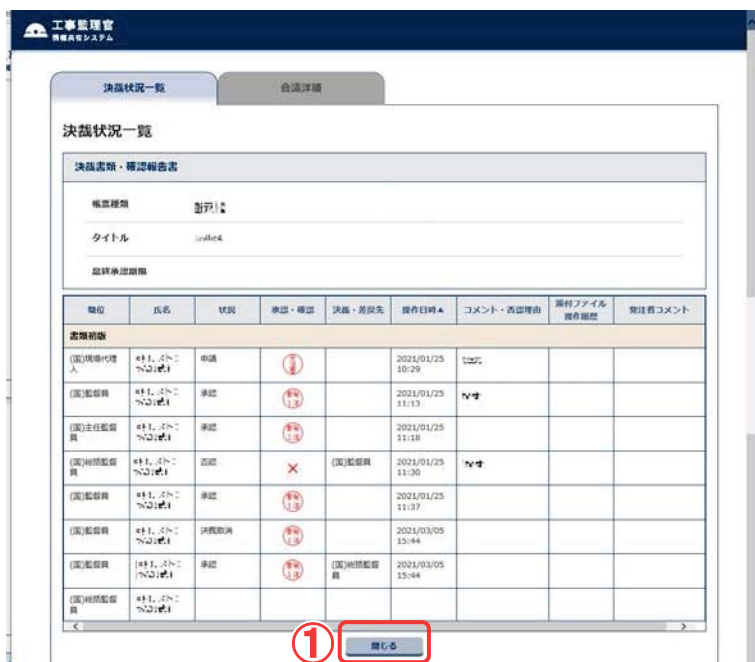 工事監理官
情報共有システム
決裁状況一覧
会議詳細
決裁状況一覧
決裁書類・確認報告書
帳票種類
タイトル
最終承認期限
職位 氏名 状況 承認・確認 決裁・差戻先 操作日時▲ コメント・否認理由 添付ファイル操作履歴 発注者コメント
書類初版
(国)現場代理人 申請 2021/01/25 10:29
(国)監督員 承認 2021/01/25 11:13
(国)主任監督員 承認 2021/01/25 11:18
(国)総括監督員 否認 × (国)監督員 2021/01/25 11:30
(国)監督員 承認 2021/01/25 11:37
(国)監督員 決裁取消 2021/03/05 15:44
(国)監督員 承認 (国)総括監督員 2021/03/05 15:44
(国)総括監督員
① 閉じる